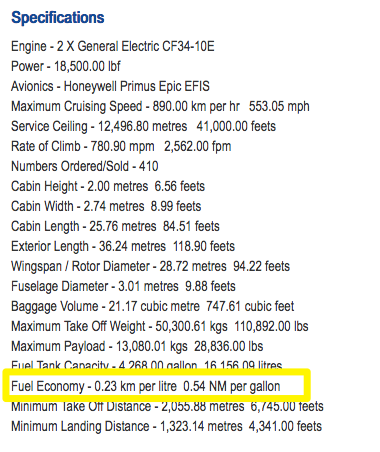 Specifications
Engine - 2 X General Electric CF34-10E
Power - 18,500.00 lbf
Avionics - Honeywell Primus Epic EFIS
Maximum Cruising Speed - 890.00 km per hr 553.05 mph
Service Ceiling - 12,496.80 metres 41,000.00 feets
Rate of Climb - 780.90 mpm 2,562.00 fpm
Numbers Ordered/Sold - 410
Cabin Height - 2.00 metres 6.56 feets
Cabin Width - 2.74 metres 8.99 feets
Cabin Length - 25.76 metres 84.51 feets
Exterior Length - 36.24 metres 118.90 feets
Wingspan / Rotor Diameter - 28.72 metres 94.22 feets
Fuselage Diameter - 3.01 metres 9.88 feets
Baggage Volume - 21.17 cubic metre 747.61 cubic feet
Maximum Take Off Weight - 50,300.61 kgs 110,892.00 lbs
Maximum Payload - 13,080.01 kgs 28,836.00 lbs
Fuel Tank Capacity - 4,268.00 gallon 16,156.09 litres
Fuel Economy - 0.23 km per litre 0.54 NM per gallon
Minimum Take Off Distance - 2,055.88 metres 6,745.00 feets
Minimum Landing Distance - 1,323.14 metres 4,341.00 feets